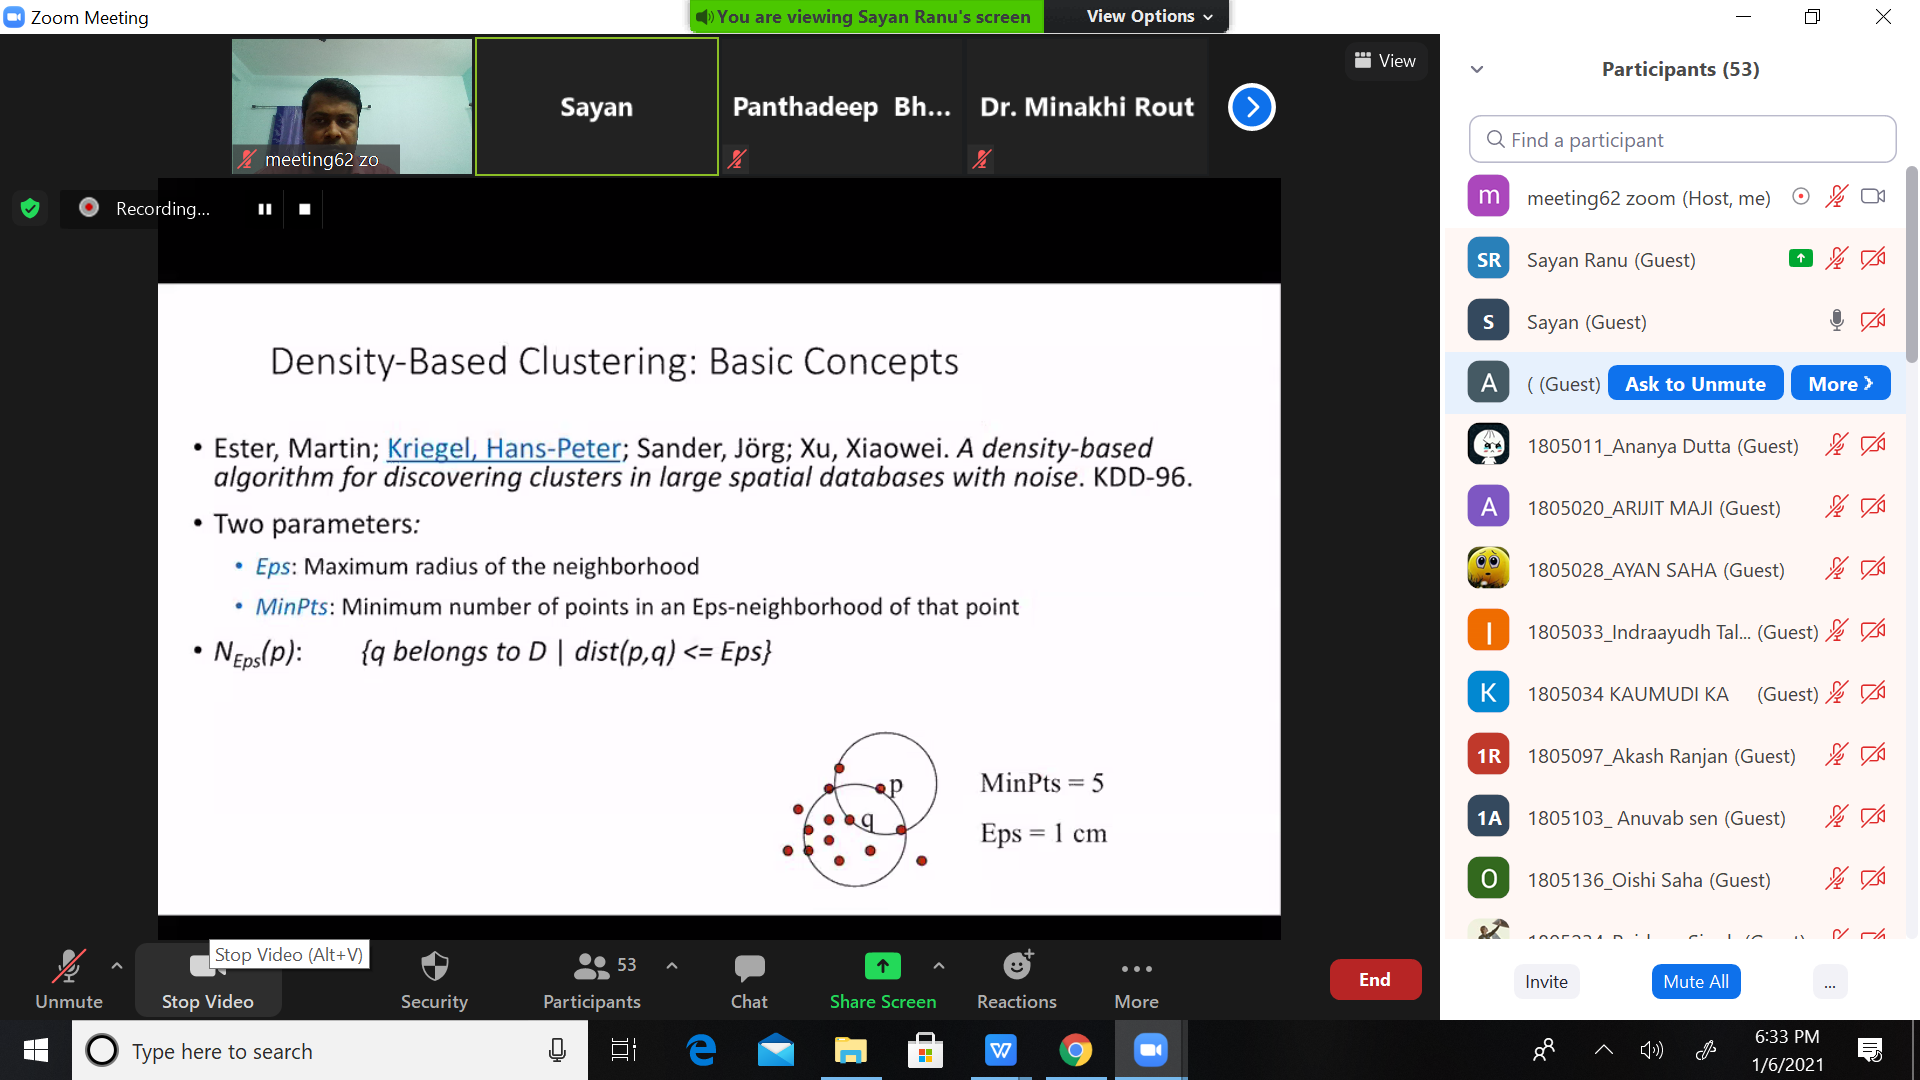 Zoom Meeting
You are viewing Sayan Ranu's screen
View Options
View
meeting62 zo
Sayan
Panthadeep Bh...
Dr. Minakhi Rout
Recording...
Density-Based Clustering: Basic Concepts
• Ester, Martin; Kriegel, Hans-Peter; Sander, Jörg; Xu, Xiaowei. A density-based
algorithm for discovering clusters in large spatial databases with noise. KDD-96.
• Two parameters:
• Eps: Maximum radius of the neighborhood
• MinPts: Minimum number of points in an Eps-neighborhood of that point
• NEps(p): {q belongs to D | dist(p,q) <= Eps}
p
q
MinPts = 5
Eps = 1 cm
Participants (53)
Find a participant
m meeting62 zoom (Host, me)
SR Sayan Ranu (Guest)
S Sayan (Guest)
A ( (Guest) Ask to Unmute More
1805011_Ananya Dutta (Guest)
A 1805020_ARIJIT MAJI (Guest)
1805028_AYAN SAHA (Guest)
I 1805033_Indraayudh Tal... (Guest)
K 1805034 KAUMUDI KA (Guest)
1R 1805097_Akash Ranjan (Guest)
1A 1805103_ Anuvab sen (Guest)
O 1805136_Oishi Saha (Guest)
Invite
Mute All
...
Stop Video (Alt+V)
Unmute
Stop Video
Security
53
Participants
Chat
Share Screen
Reactions
More
End
Type here to search
6:33 PM
1/6/2021